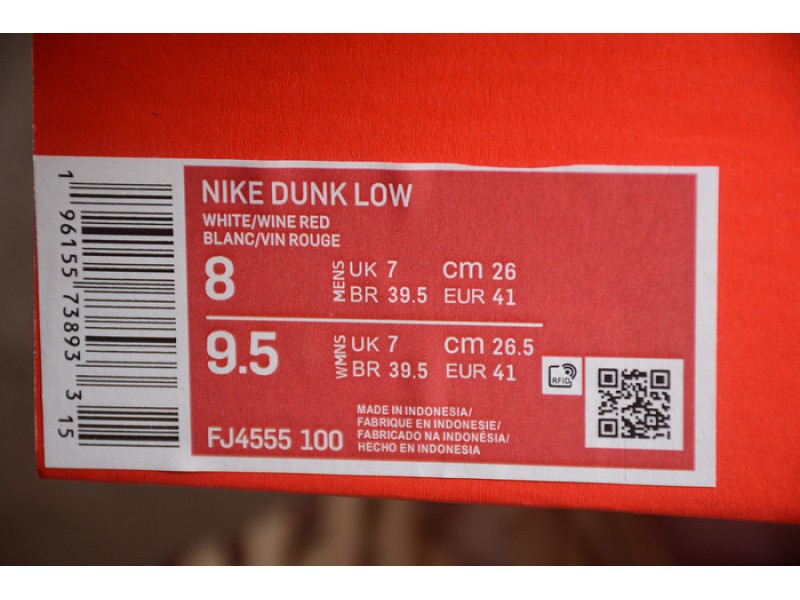 NIKE DUNK LOW
WHITE/WINE RED
BLANC/VIN ROUGE
8
MENS
UK 7
cm 26
BR 39.5
EUR 41
9.5
WMNS
UK 7
cm 26.5
BR 39.5
EUR 41
RFID
FJ4555 100
MADE IN INDONESIA/
FABRIQUE EN INDONESIE/
FABRICADO NA INDONÉSIA/
HECHO EN INDONESIA
1 96155 73893 3 15